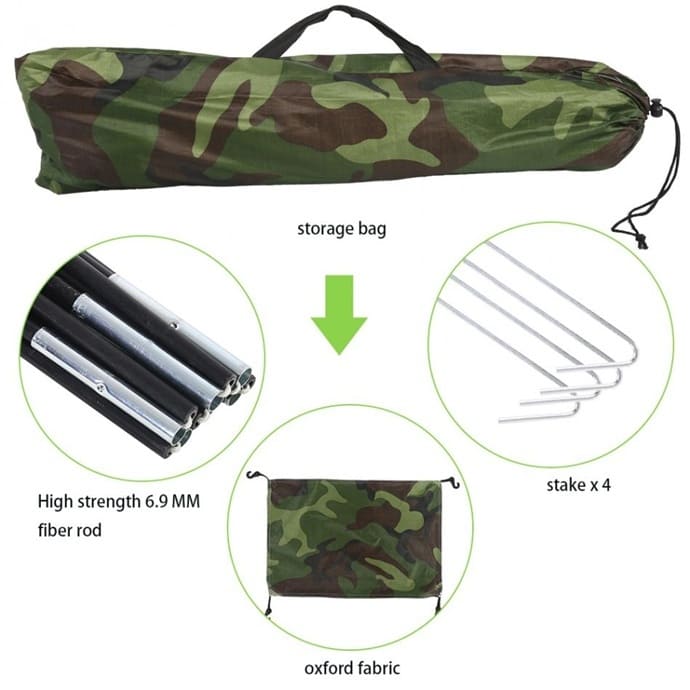 storage bag
High strength 6.9 MM
fiber rod
stake x 4
oxford fabric